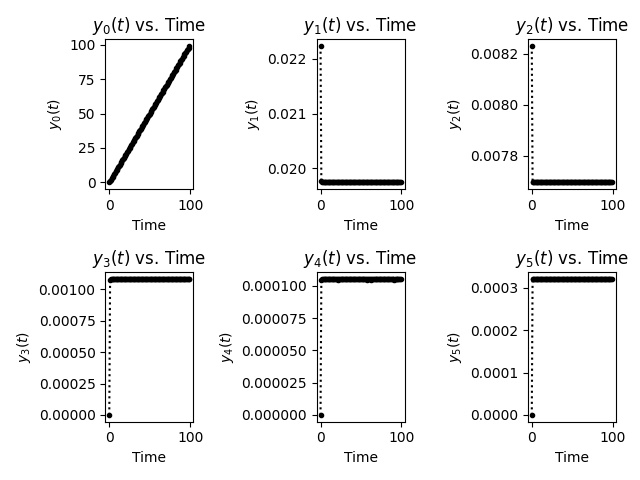 y₀(t) vs. Time
100
75
50
25
0
y₀(t)
0 100
Time
y₁(t) vs. Time
0.022
0.021
0.020
y₁(t)
0 100
Time
y₂(t) vs. Time
0.0082
0.0080
0.0078
y₂(t)
0 100
Time
y₃(t) vs. Time
0.00100
0.00075
0.00050
0.00025
0.00000
y₃(t)
0 100
Time
y₄(t) vs. Time
0.000100
0.000075
0.000050
0.000025
0.000000
y₄(t)
0 100
Time
y₅(t) vs. Time
0.0003
0.0002
0.0001
0.0000
y₅(t)
0 100
Time